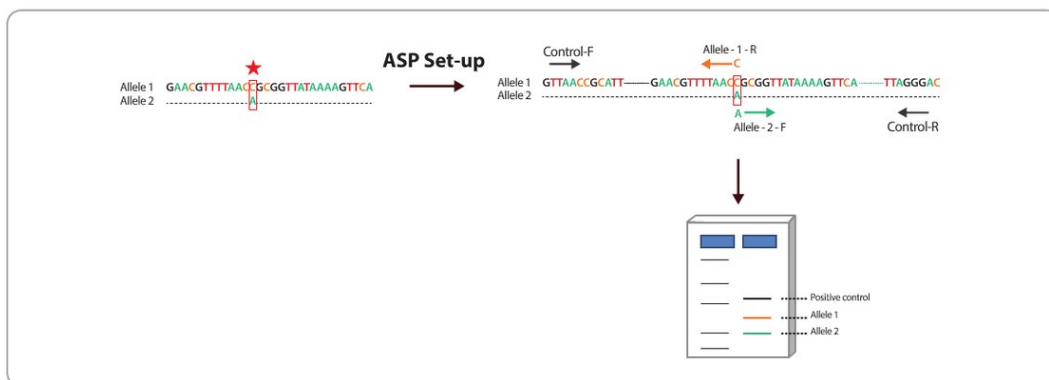 ASP Set-up
Allele 1 GAACGTTTTAACCGCGGTTATAAAAGTTCA
Allele 2 A
Control-F
Allele - 1 - R
C
Allele 1 GTTAACCGCATT GAACGTTTTAACCGCGGTTATAAAAGTTCA TTAGGGAC
Allele 2 A
A
Allele - 2 - F
Control-R
Positive control
Allele 1
Allele 2